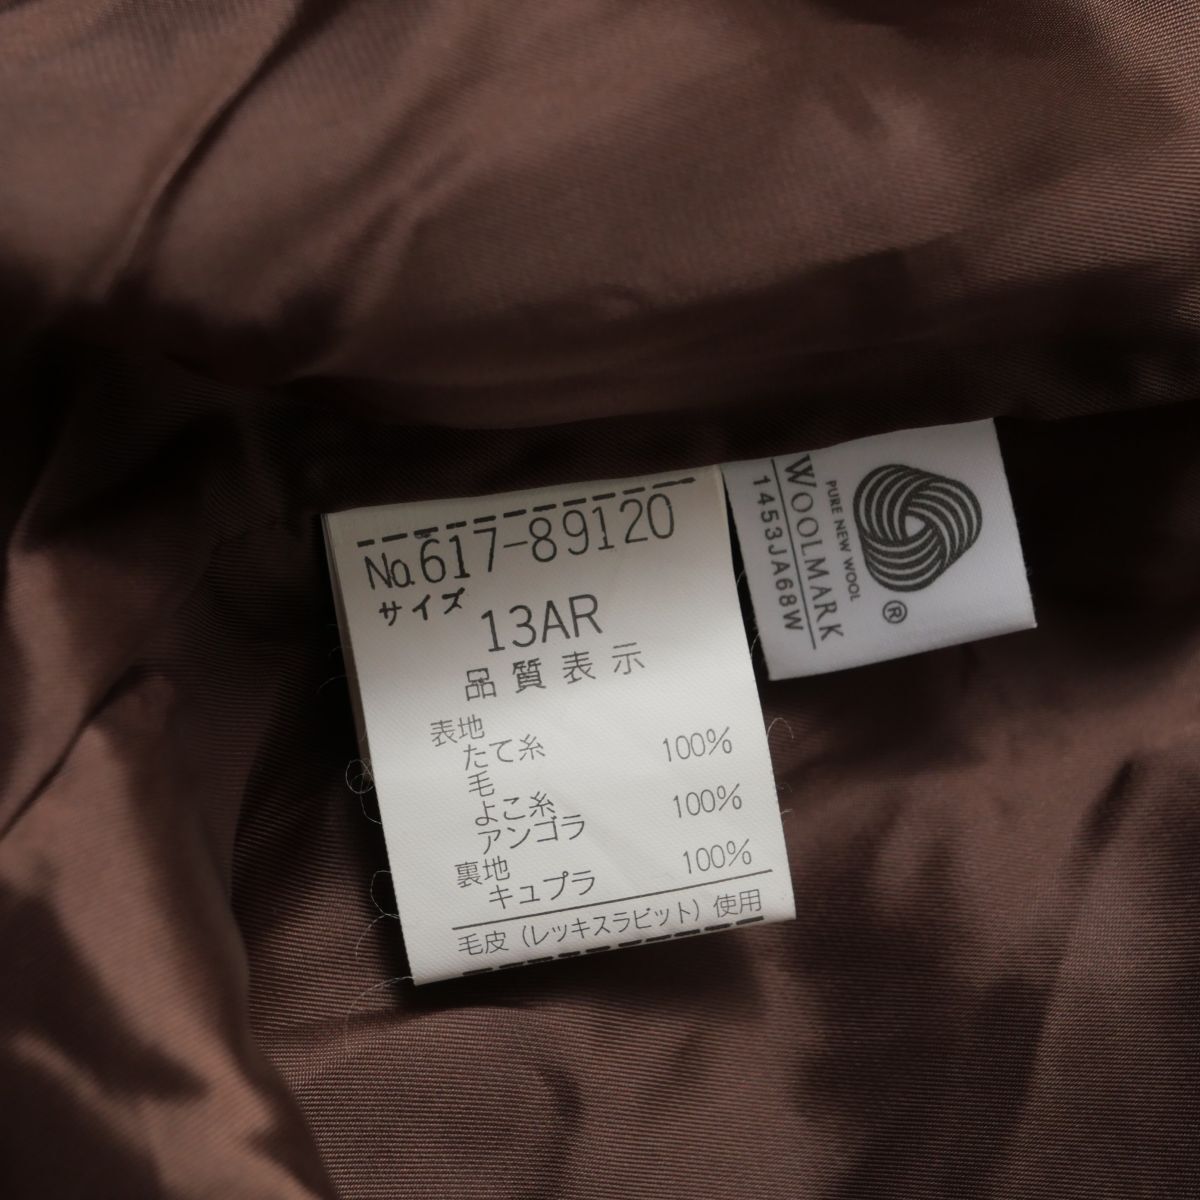 No.617-89120
サイズ
13AR
品質表示
表地
たて糸
毛 100%
よこ糸
アンゴラ 100%
裏地
キュプラ 100%
毛皮（レッキスラビット）使用
PURE NEW WOOL
WOOLMARK
1453JA68W
®